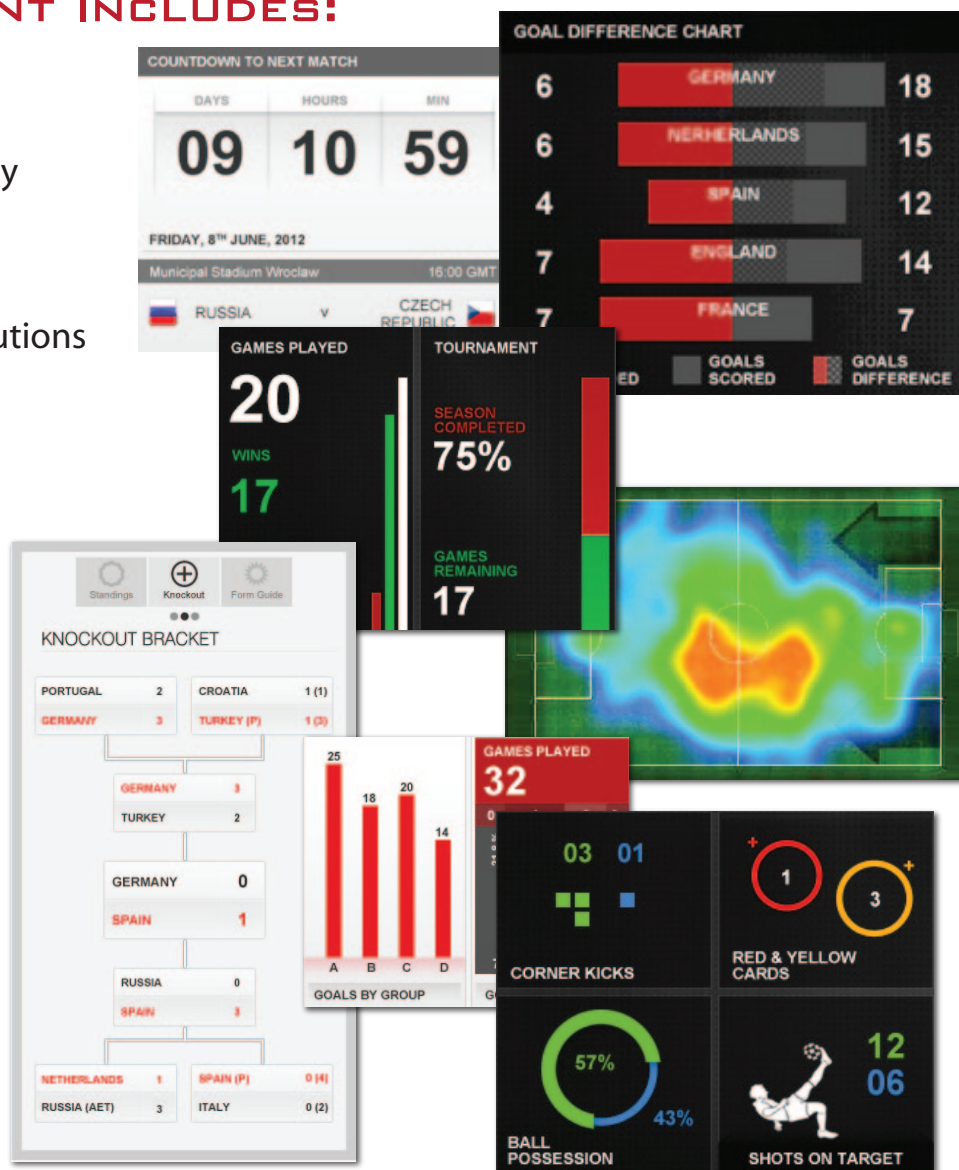 NT INCLUDES:
y
utions
COUNTDOWN TO NEXT MATCH
DAYS HOURS MIN
09 10 59
FRIDAY, 8TH JUNE, 2012
Municipal Stadium Wroclaw 16:00 GMT
RUSSIA v CZECH
REPUBLIC
GOAL DIFFERENCE CHART
6 GERMANY 18
6 NERHERLANDS 15
4 SPAIN 12
7 ENGLAND 14
7 FRANCE 7
ED GOALS SCORED GOALS DIFFERENCE
GAMES PLAYED
20
WINS
17
TOURNAMENT
SEASON
COMPLETED
75%
GAMES
REMAINING
17
Standings Knockout Form Guide
KNOCKOUT BRACKET
PORTUGAL 2
GERMANY 3
CROATIA 1 (1)
TURKEY (P) 1 (3)
GERMANY 3
TURKEY 2
GERMANY 0
SPAIN 1
RUSSIA 0
SPAIN 3
NETHERLANDS 1
RUSSIA (AET) 3
SPAIN (P) 0 (4)
ITALY 0 (2)
25
18
20
14
A B C D
GOALS BY GROUP
GAMES PLAYED
32
03 01
CORNER KICKS
1
3
RED & YELLOW
CARDS
57%
43%
BALL
POSSESSION
12
06
SHOTS ON TARGET